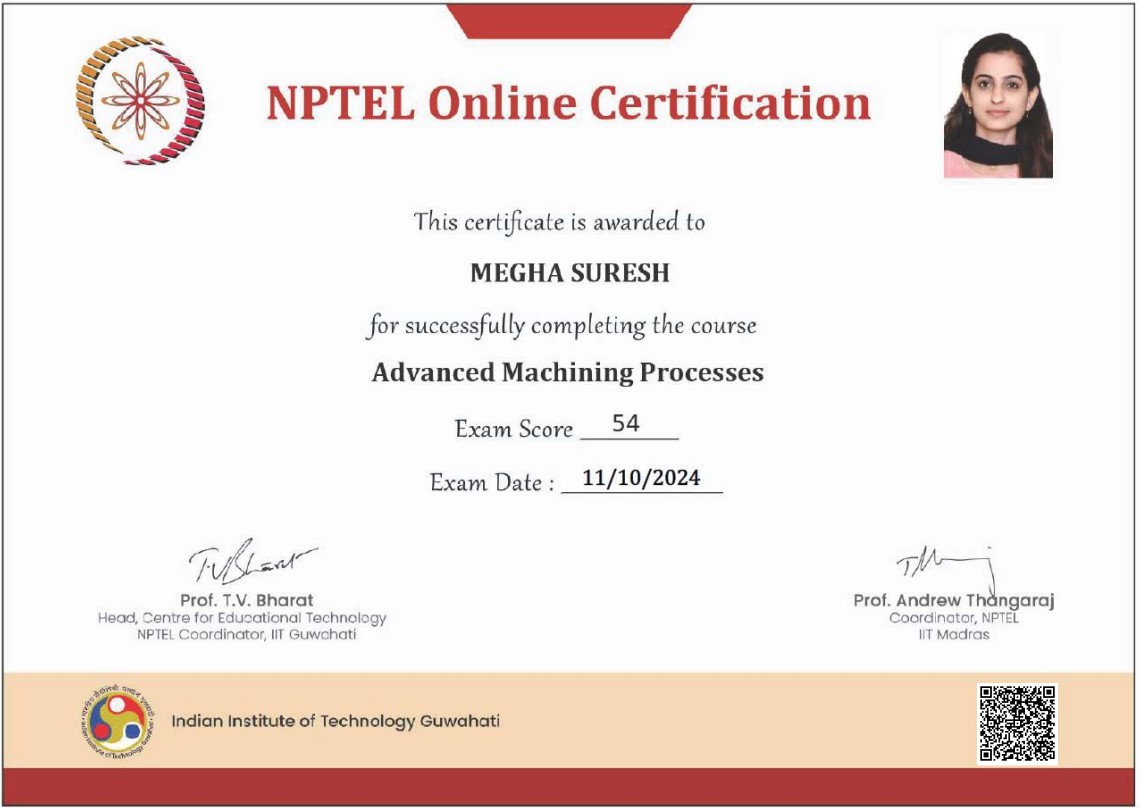 NPTEL Online Certification
This certificate is awarded to
MEGHA SURESH
for successfully completing the course
Advanced Machining Processes
Exam Score 54
Exam Date : 11/10/2024
Prof. T.V. Bharat
Head, Centre for Educational Technology
NPTEL Coordinator, IIT Guwahati
Prof. Andrew Thangaraj
Coordinator, NPTEL
IIT Madras
Indian Institute of Technology Guwahati